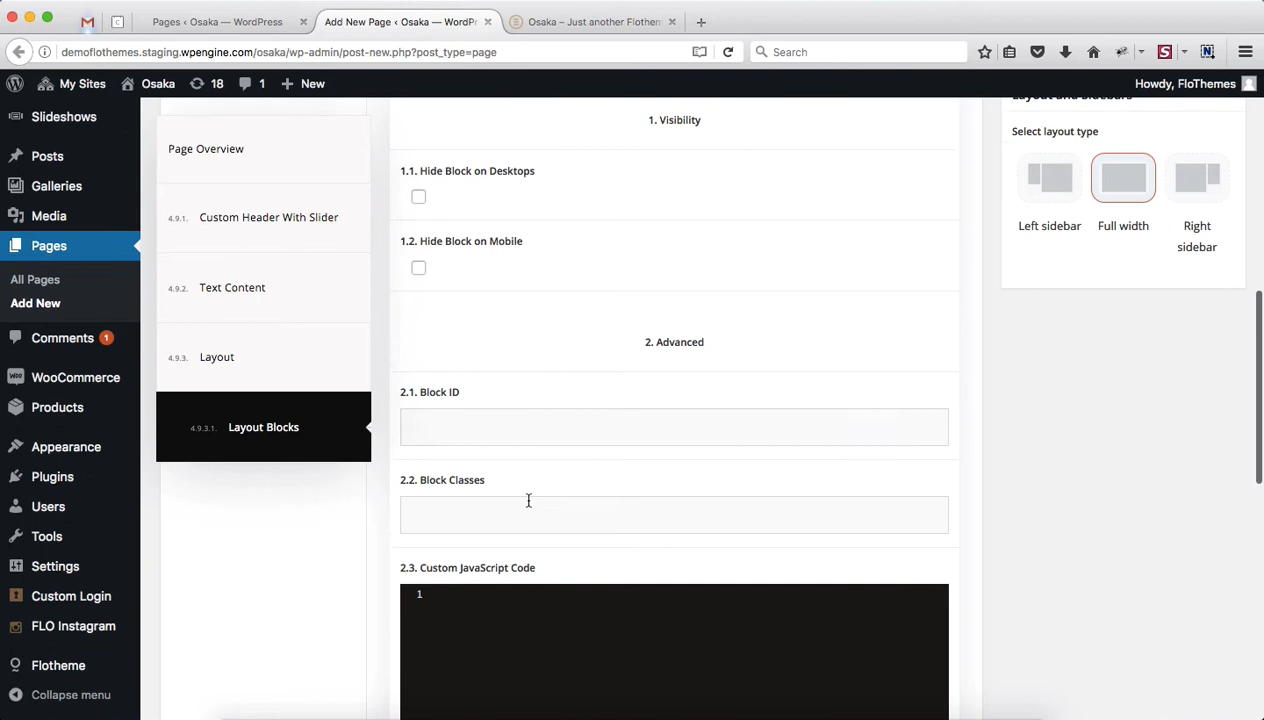 Pages ‹ Osaka — WordPress
Add New Page ‹ Osaka — WordPr
Osaka – Just another Flothem
demoflothemes.staging.wpengine.com/osaka/wp-admin/post-new.php?post_type=page
Search
My Sites
Osaka
18
1
New
Howdy, FloThemes
Slideshows
Posts
Galleries
Media
Pages
All Pages
Add New
Comments 1
WooCommerce
Products
Appearance
Plugins
Users
Tools
Settings
Custom Login
FLO Instagram
Flotheme
Collapse menu
Page Overview
4.9.1. Custom Header With Slider
4.9.2. Text Content
4.9.3. Layout
4.9.3.1. Layout Blocks
1. Visibility
1.1. Hide Block on Desktops
1.2. Hide Block on Mobile
2. Advanced
2.1. Block ID
2.2. Block Classes
2.3. Custom JavaScript Code
1
Layout and Sidebars
Select layout type
Left sidebar
Full width
Right sidebar